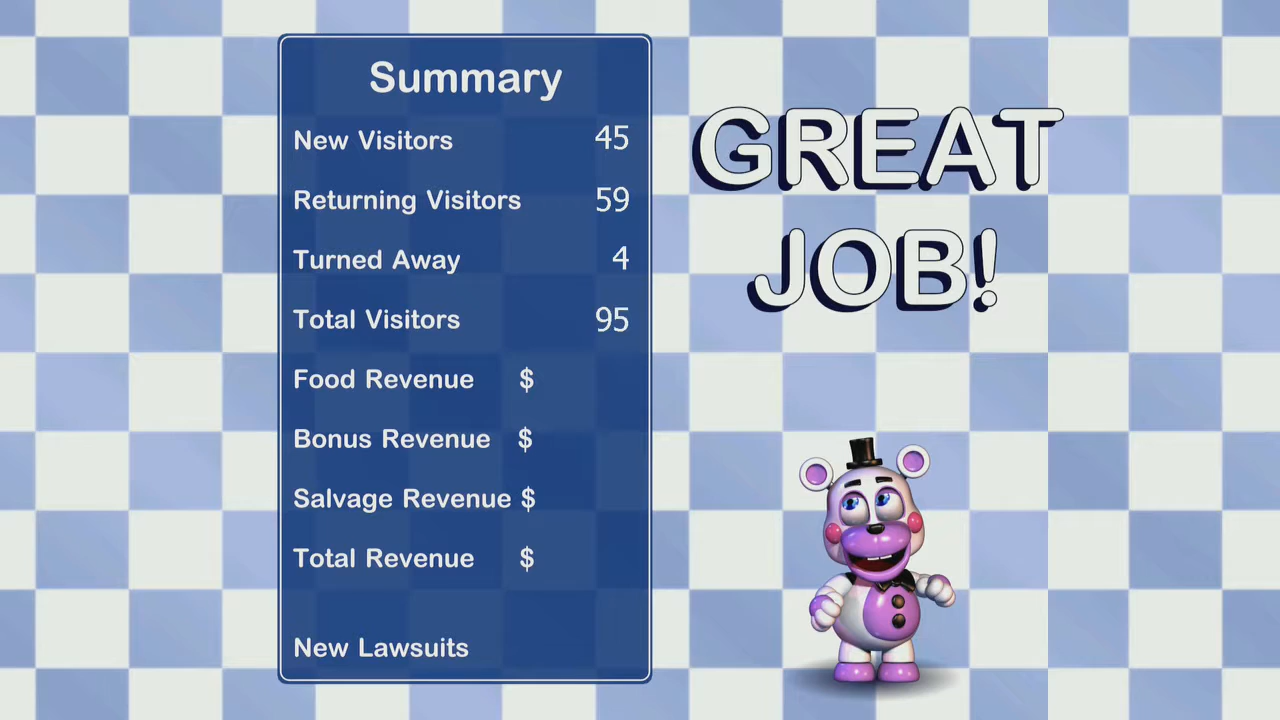 Summary
New Visitors 45
Returning Visitors 59
Turned Away 4
Total Visitors 95
Food Revenue $
Bonus Revenue $
Salvage Revenue $
Total Revenue $
New Lawsuits
GREAT
JOB!